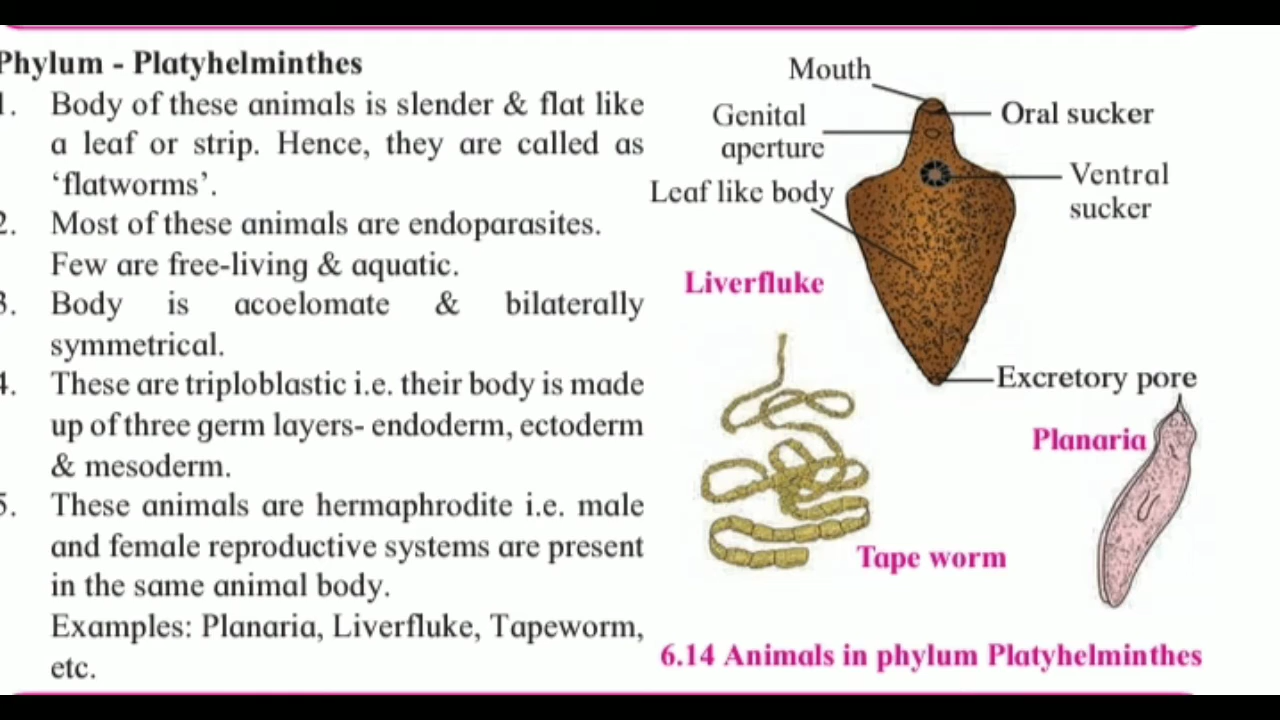 Phylum - Platyhelminthes
1. Body of these animals is slender & flat like
a leaf or strip. Hence, they are called as
‘flatworms’.
2. Most of these animals are endoparasites.
Few are free-living & aquatic.
3. Body is acoelomate & bilaterally
symmetrical.
4. These are triploblastic i.e. their body is made
up of three germ layers- endoderm, ectoderm
& mesoderm.
5. These animals are hermaphrodite i.e. male
and female reproductive systems are present
in the same animal body.
Examples: Planaria, Liverfluke, Tapeworm,
etc.
Mouth
Oral sucker
Genital
aperture
Ventral
sucker
Leaf like body
Liverfluke
Excretory pore
Planaria
Tape worm
6.14 Animals in phylum Platyhelminthes